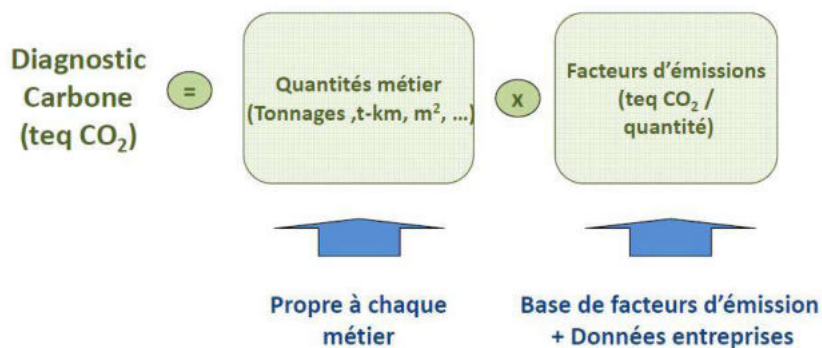 Diagnostic
Carbone
(teq CO₂)
=
Quantités métier
(Tonnages ,t-km, m², ...)
x
Facteurs d'émissions
(teq CO₂ /
quantité)
Propre à chaque
métier
Base de facteurs d'émission
+ Données entreprises